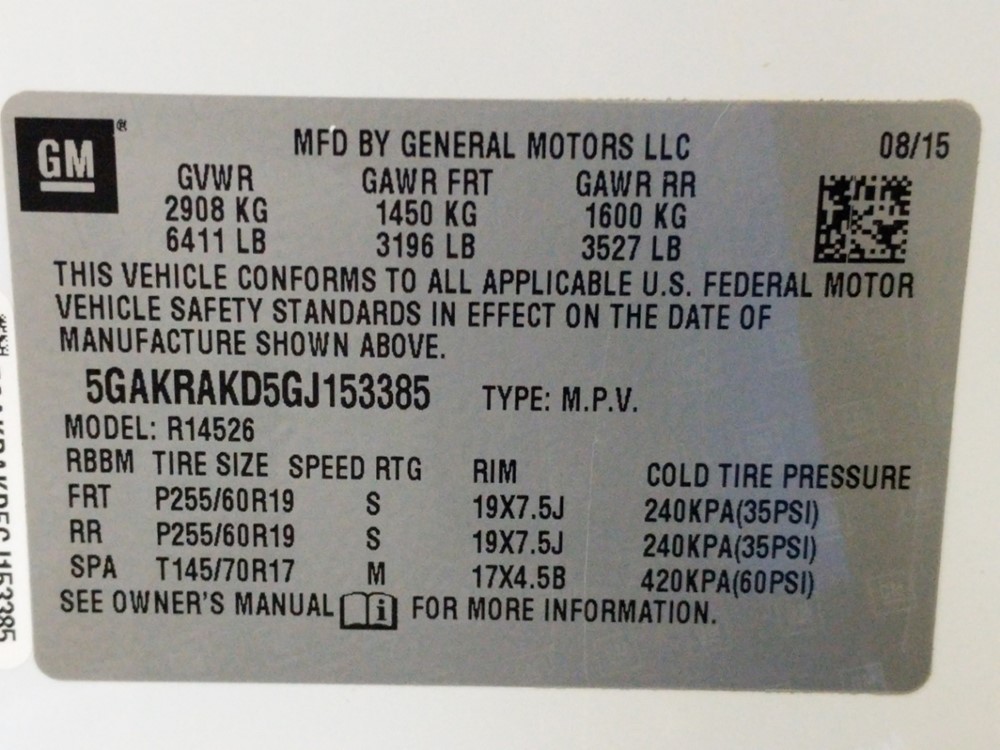 GM ®
MFD BY GENERAL MOTORS LLC 08/15
GVWR GAWR FRT GAWR RR
2908 KG 1450 KG 1600 KG
6411 LB 3196 LB 3527 LB
THIS VEHICLE CONFORMS TO ALL APPLICABLE U.S. FEDERAL MOTOR
VEHICLE SAFETY STANDARDS IN EFFECT ON THE DATE OF
MANUFACTURE SHOWN ABOVE.
5GAKRAKD5GJ153385 TYPE: M.P.V.
MODEL: R14526
RBBM TIRE SIZE SPEED RTG RIM COLD TIRE PRESSURE
FRT P255/60R19 S 19X7.5J 240KPA(35PSI)
RR P255/60R19 S 19X7.5J 240KPA(35PSI)
SPA T145/70R17 M 17X4.5B 420KPA(60PSI)
SEE OWNER'S MANUAL i FOR MORE INFORMATION.